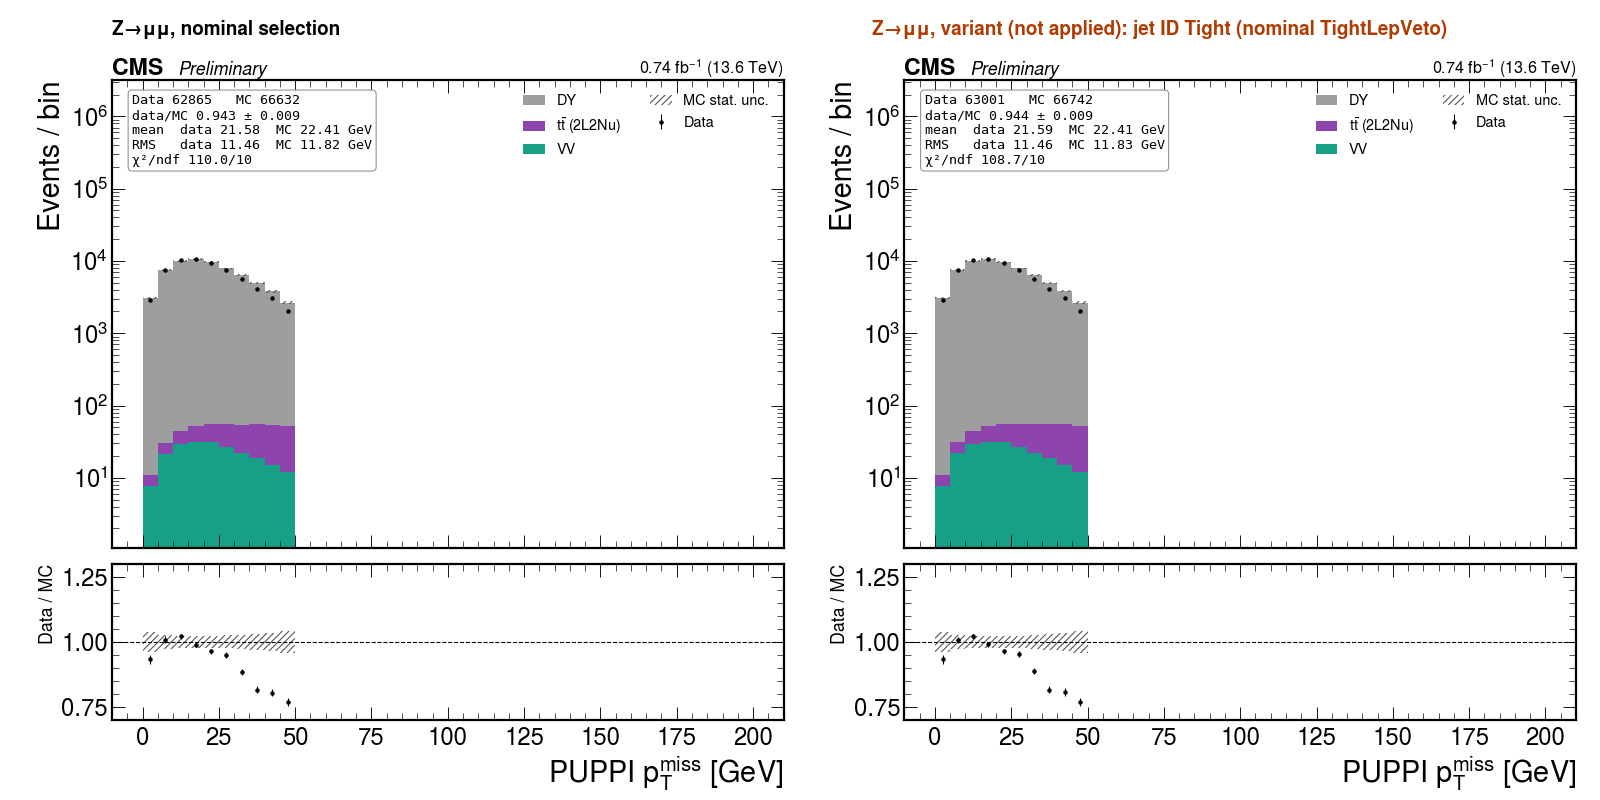 Z→μμ, nominal selection
CMS Preliminary
0.74 fb⁻¹ (13.6 TeV)
Events / bin
10⁶
10⁵
10⁴
10³
10²
10¹
Data 62865   MC 66632
data/MC 0.943 ± 0.009
mean  data 21.58  MC 22.41 GeV
RMS   data 11.46  MC 11.82 GeV
χ²/ndf 110.0/10
DY
tt̄ (2L2Nu)
VV
MC stat. unc.
Data
Data / MC
1.25
1.00
0.75
0 25 50 75 100 125 150 175 200
PUPPI p_T^miss [GeV]
Z→μμ, variant (not applied): jet ID Tight (nominal TightLepVeto)
CMS Preliminary
0.74 fb⁻¹ (13.6 TeV)
Events / bin
10⁶
10⁵
10⁴
10³
10²
10¹
Data 63001   MC 66742
data/MC 0.944 ± 0.009
mean  data 21.59  MC 22.41 GeV
RMS   data 11.46  MC 11.83 GeV
χ²/ndf 108.7/10
DY
tt̄ (2L2Nu)
VV
MC stat. unc.
Data
Data / MC
1.25
1.00
0.75
0 25 50 75 100 125 150 175 200
PUPPI p_T^miss [GeV]